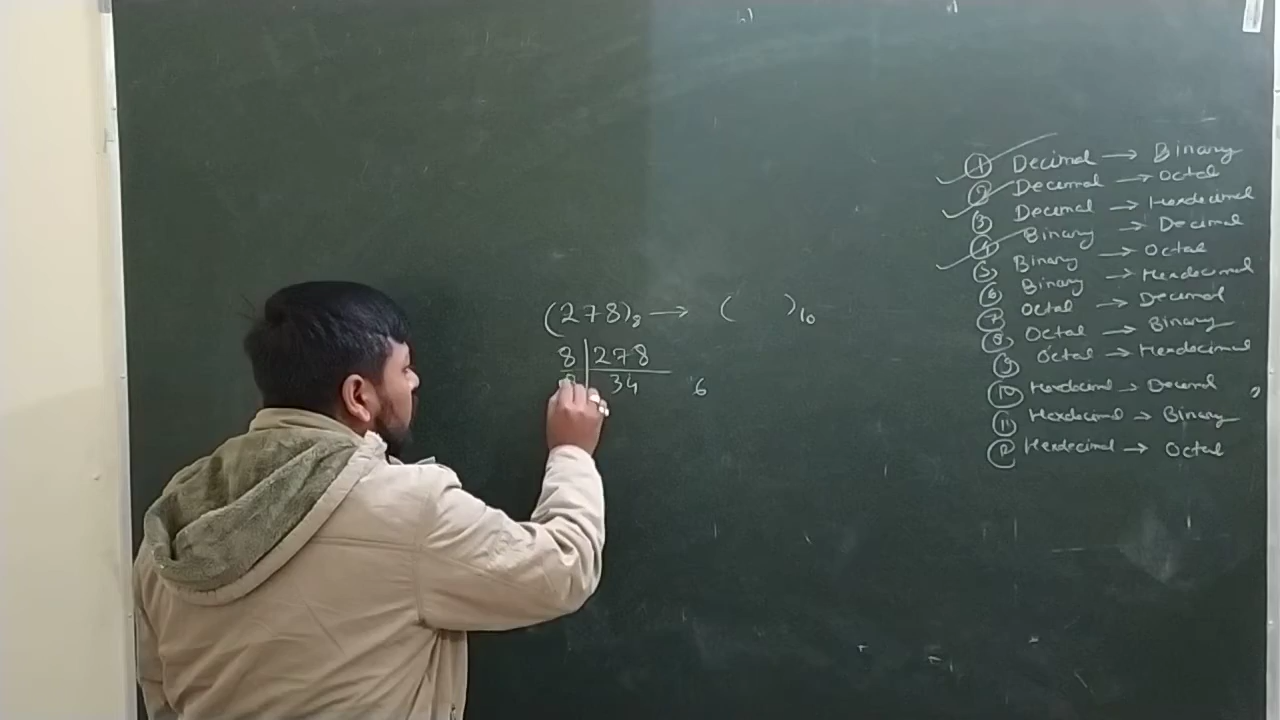 (278)8 → ( )10
8 278
8 34 6
1 Decimal → Binary
2 Decimal → Octal
3 Decimal → Hexdecimal
4 Binary → Decimal
5 Binary → Octal
6 Binary → Hexdecimal
7 Octal → Decimal
8 Octal → Binary
9 Octal → Hexdecimal
10 Hexdecimal → Decimal
11 Hexdecimal → Binary
12 Hexdecimal → Octal